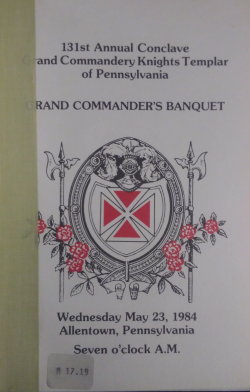 131st Annual Conclave
Grand Commandery Knights Templar
of Pennsylvania
GRAND COMMANDER'S BANQUET
Wednesday May 23, 1984
Allentown, Pennsylvania
Seven o'clock A.M.
M 17.19